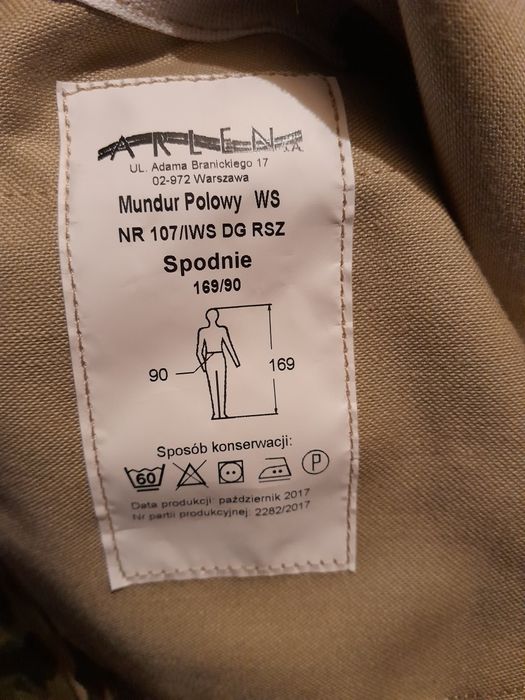 ARLEN S.A.
UL. Adama Branickiego 17
02-972 Warszawa
Mundur Polowy WS
NR 107/IWS DG RSZ
Spodnie
169/90
90
169
Sposób konserwacji:
60
P
Data produkcji: październik 2017
Nr partii produkcyjnej: 2282/2017